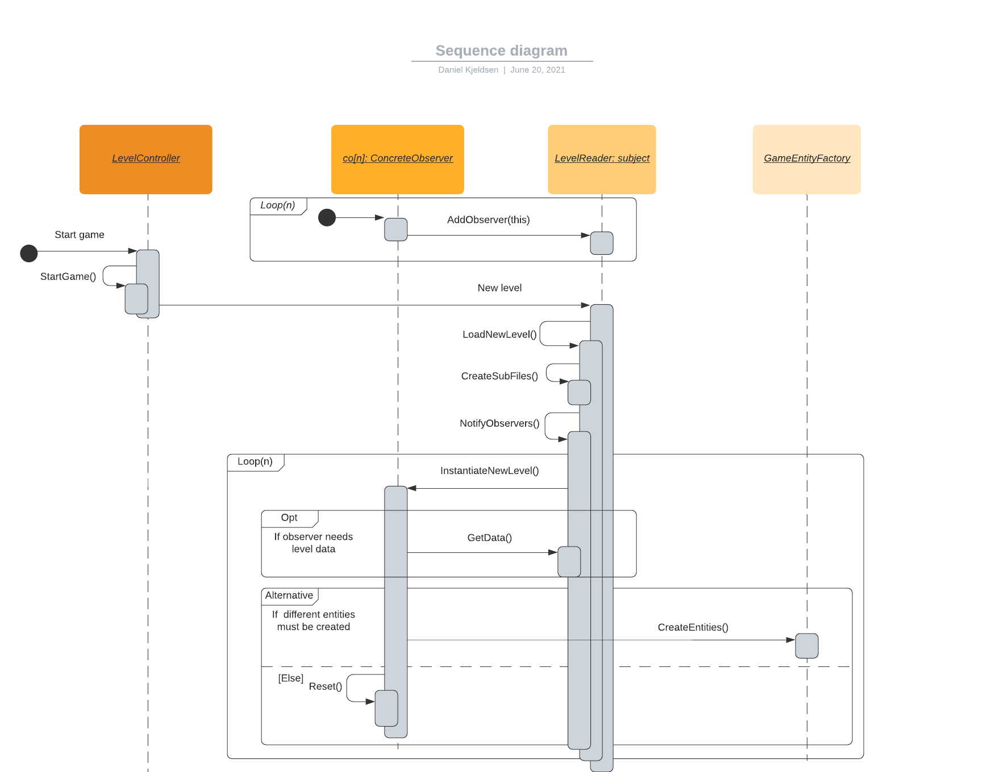 Sequence diagram
Daniel Kjeldsen | June 20, 2021
LevelController
co[n]: ConcreteObserver
LevelReader: subject
GameEntityFactory
Loop(n)
AddObserver(this)
Start game
StartGame()
New level
LoadNewLevel()
CreateSubFiles()
NotifyObservers()
Loop(n)
InstantiateNewLevel()
Opt
If observer needs
level data
GetData()
Alternative
If different entities
must be created
CreateEntities()
[Else]
Reset()